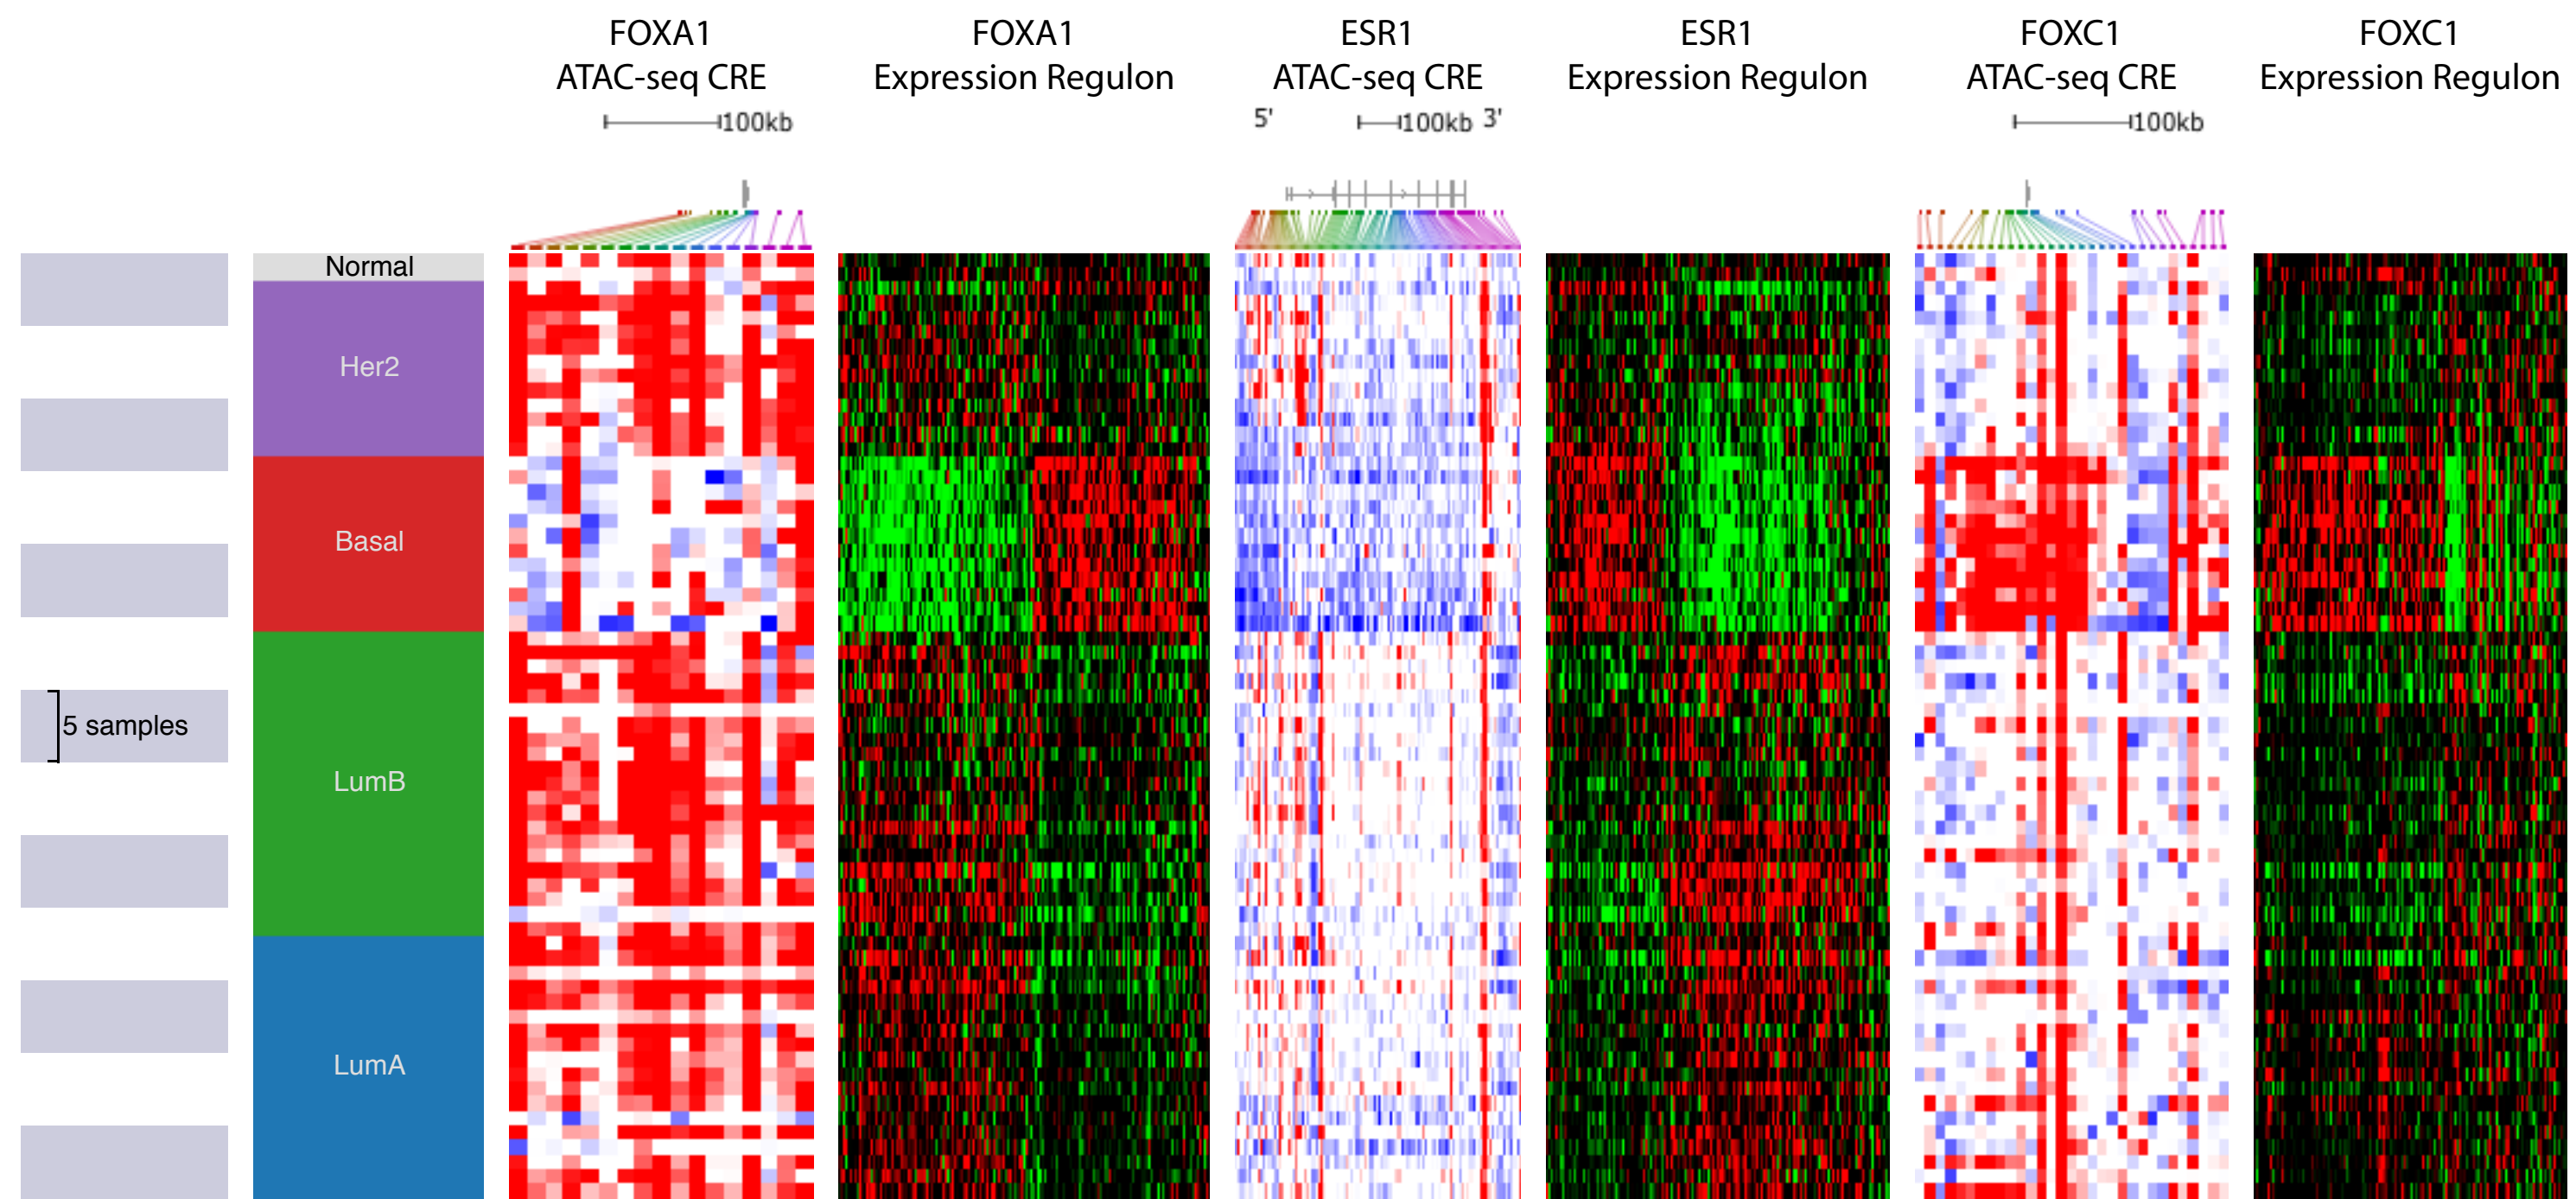 FOXA1
ATAC-seq CRE
FOXA1
Expression Regulon
ESR1
ATAC-seq CRE
ESR1
Expression Regulon
FOXC1
ATAC-seq CRE
FOXC1
Expression Regulon
100kb
5' 100kb 3'
100kb
Normal
Her2
Basal
5 samples
LumB
LumA